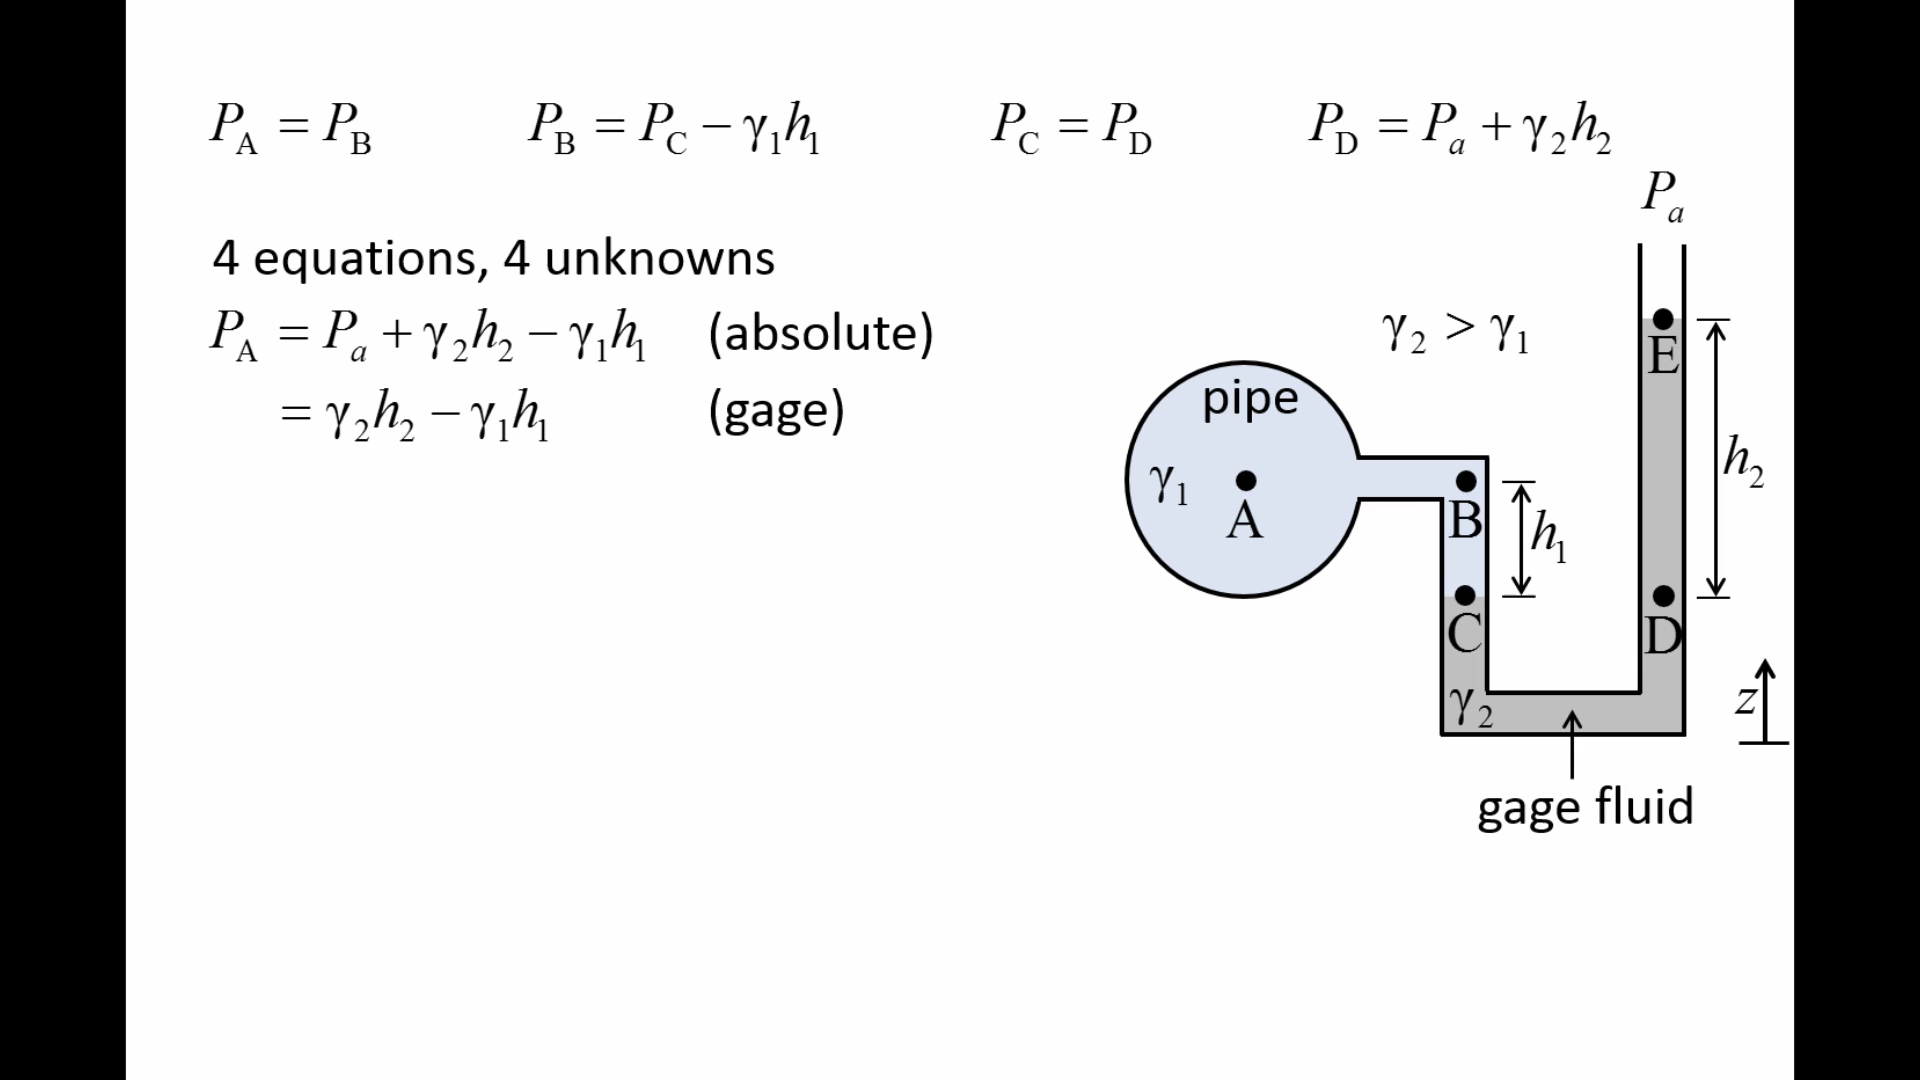 P_A = P_B    P_B = P_C − γ_1h_1    P_C = P_D    P_D = P_a + γ_2h_2
P_a
4 equations, 4 unknowns
P_A = P_a + γ_2h_2 − γ_1h_1    (absolute)
= γ_2h_2 − γ_1h_1    (gage)
γ_2 > γ_1
E
pipe
h_2
γ_1
A
B
h_1
C
D
γ_2
z
gage fluid